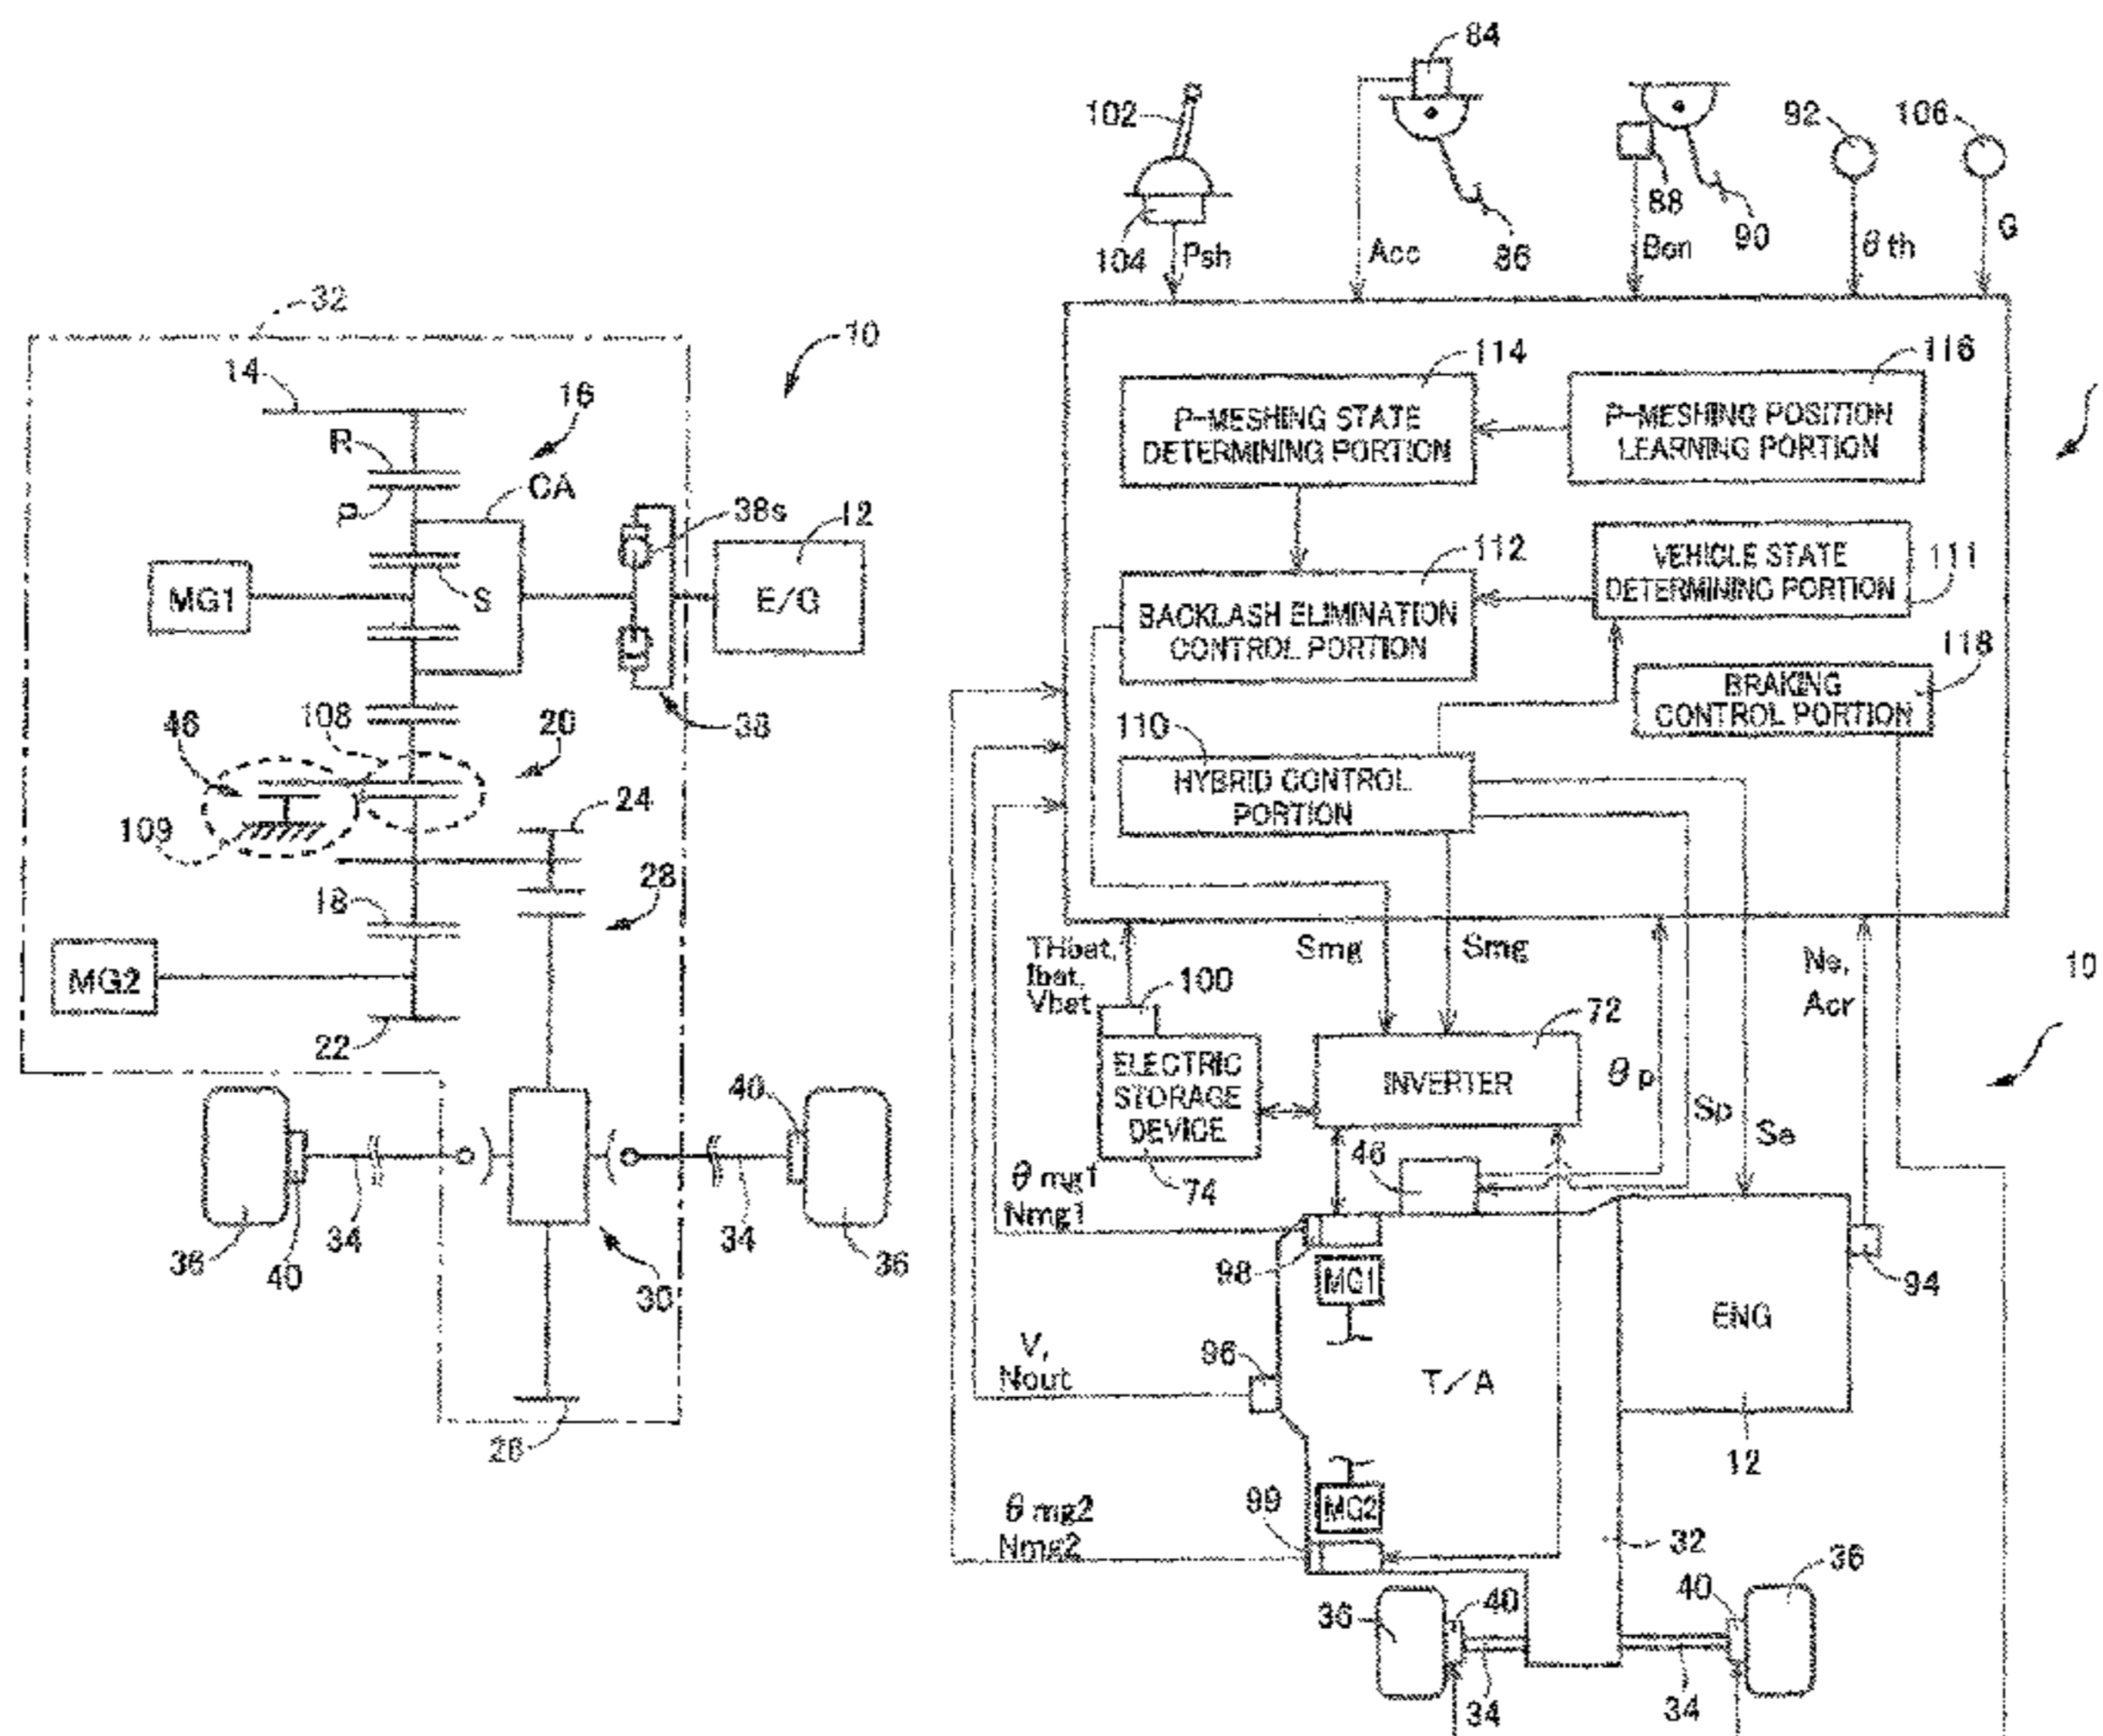 32
10
14
16
R
CA
P
38s
12
MG1
S
E/G
38
46
108
20
109
24
28
18
MG2
22
40
36
40
34
34
36
30
26
84
102
92
106
88
104
Psh
Acc
86
Bon
90
θth
G
114
116
P-MESHING STATE
DETERMINING PORTION
P-MESHING POSITION
LEARNING PORTION
112
VEHICLE STATE
DETERMINING PORTION
111
BACKLASH ELIMINATION
CONTROL PORTION
118
BRAKING
CONTROL PORTION
110
HYBRID CONTROL
PORTION
THbat,
Ibat,
Vbat
100
Smg
Smg
Ne,
Acr
10
72
ELECTRIC
STORAGE
DEVICE
INVERTER
θp
Sp
Se
74
46
θmg1
Nmg1
98
MG1
94
ENG
V,
Nout
96
T/A
12
θmg2
Nmg2
99
MG2
32
36
40
36
40
34
34